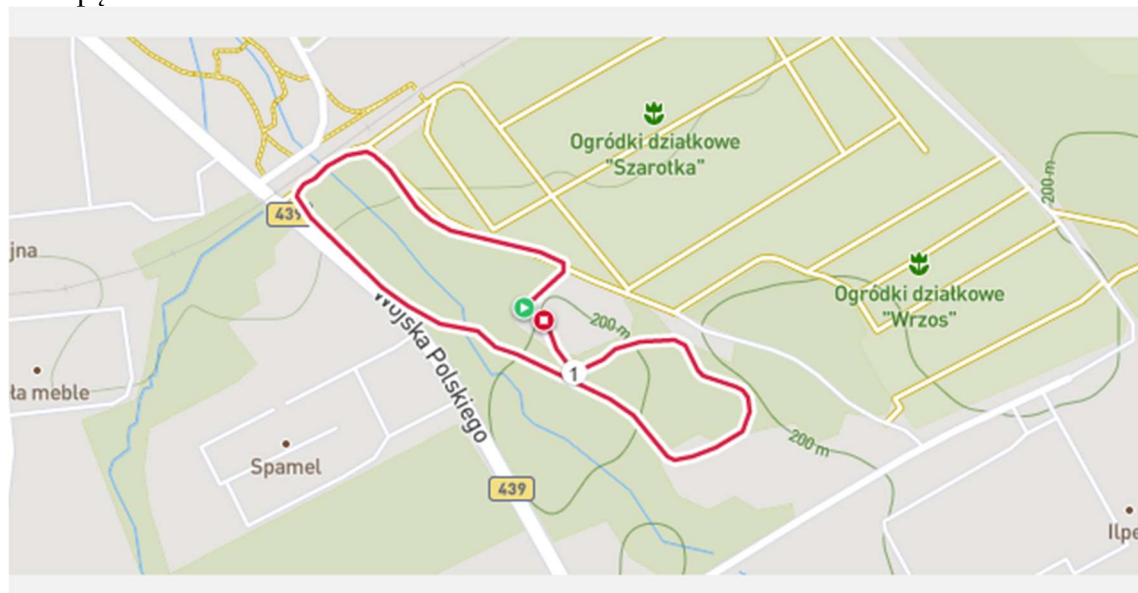 Ogródki działkowe
"Szarotka"
200 m
439
jna
Ogródki działkowe
"Wrzos"
200 m
Wojska Polskiego
1
ła meble
200 m
Spamel
439
Ilpe